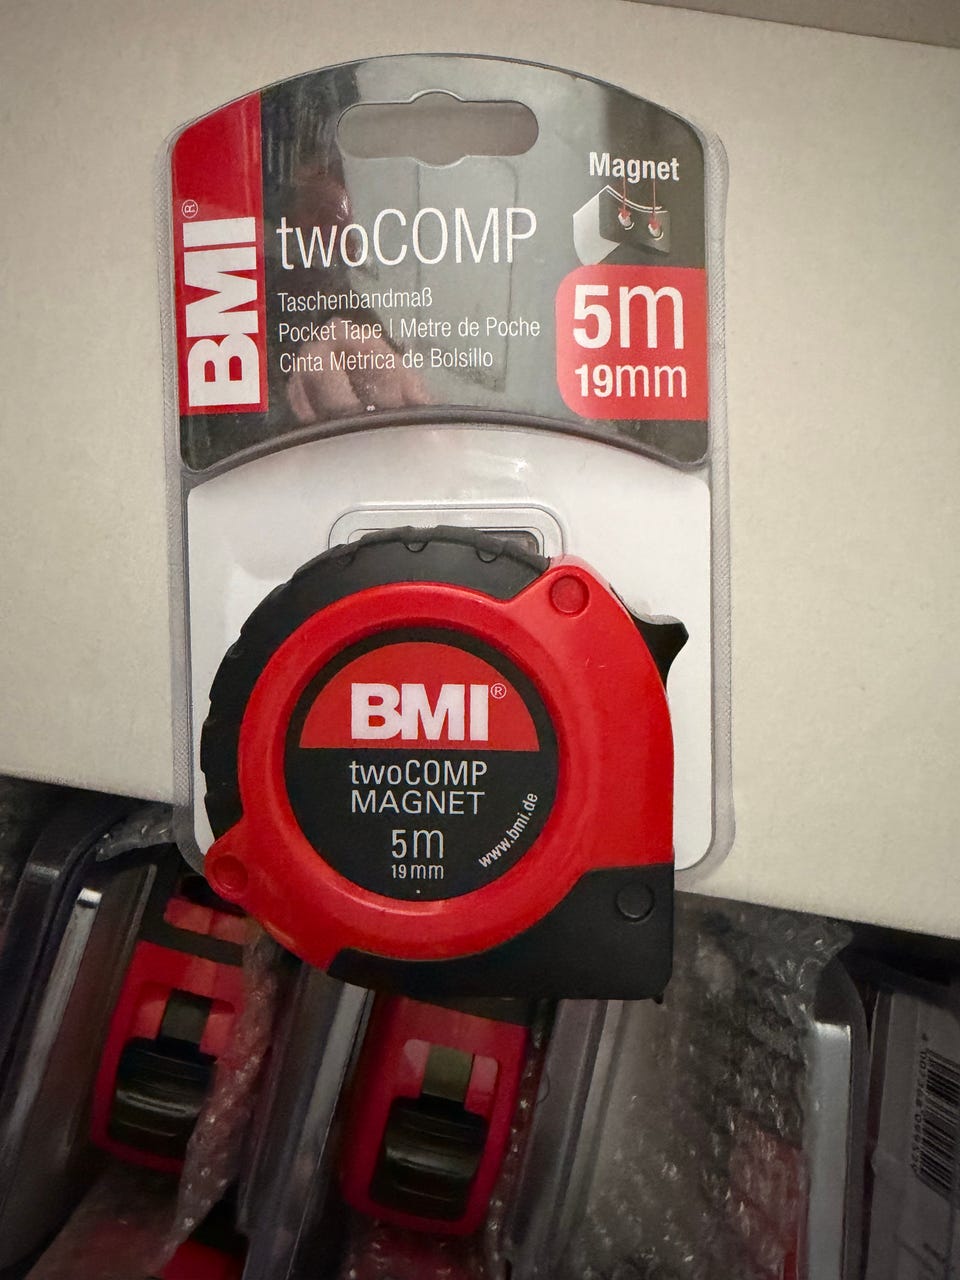 BMI®
twoCOMP
Taschenbandmaß
Pocket Tape | Metre de Poche
Cinta Metrica de Bolsillo
Magnet
5m
19mm
BMI®
twoCOMP
MAGNET
5m
19mm
www.bmi.de